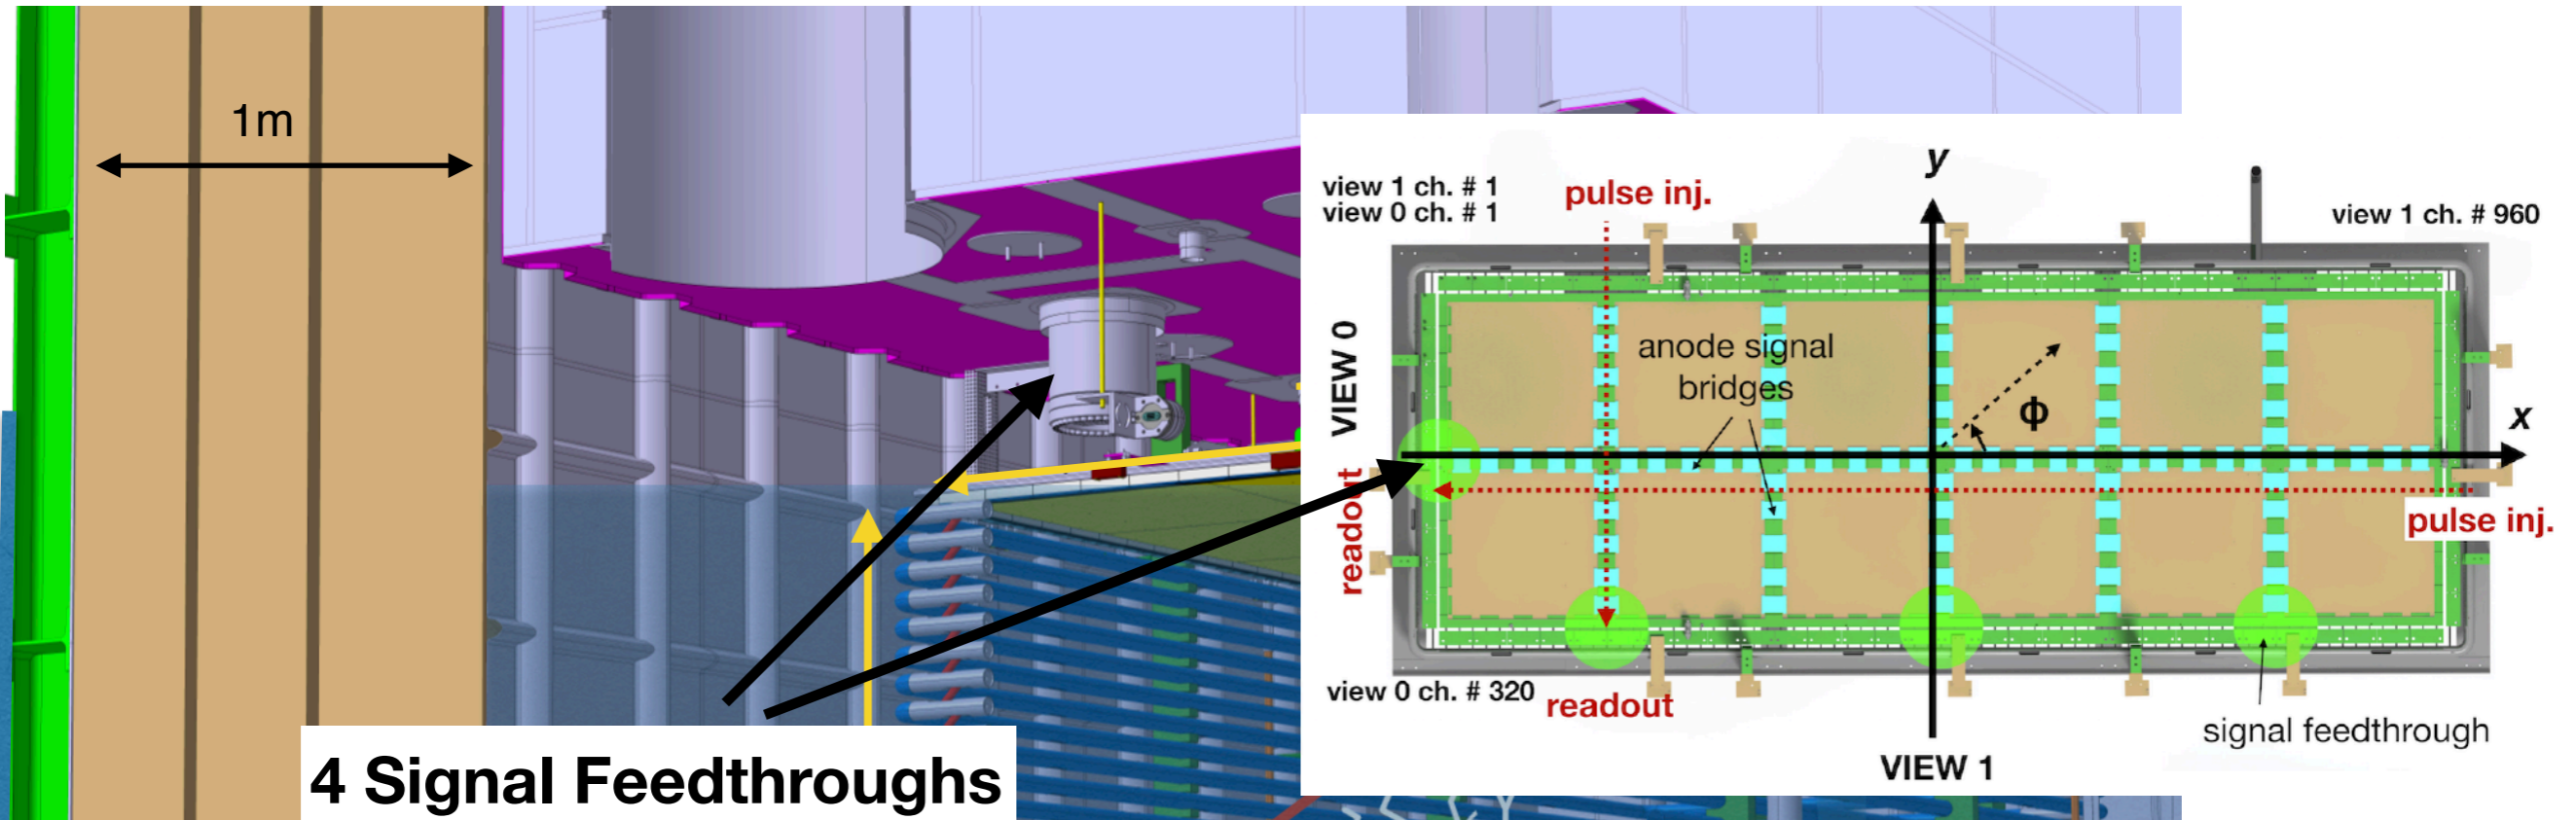 1m
4 Signal Feedthroughs
view 1 ch. # 1
view 0 ch. # 1
pulse inj.
y
view 1 ch. # 960
VIEW 0
anode signal
bridges
ϕ
x
readout
pulse inj.
view 0 ch. # 320
readout
signal feedthrough
VIEW 1